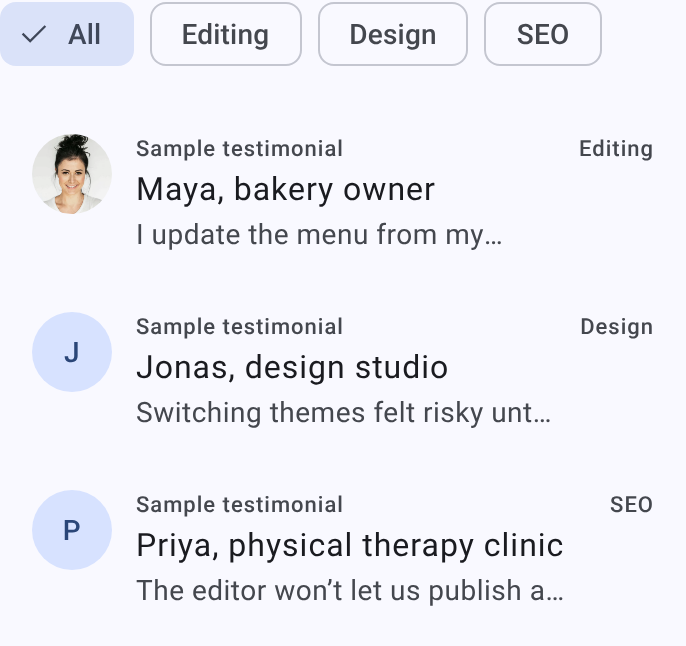 All
Editing
Design
SEO
Sample testimonial
Editing
Maya, bakery owner
I update the menu from my…
J
Sample testimonial
Design
Jonas, design studio
Switching themes felt risky unt…
P
Sample testimonial
SEO
Priya, physical therapy clinic
The editor won’t let us publish a…